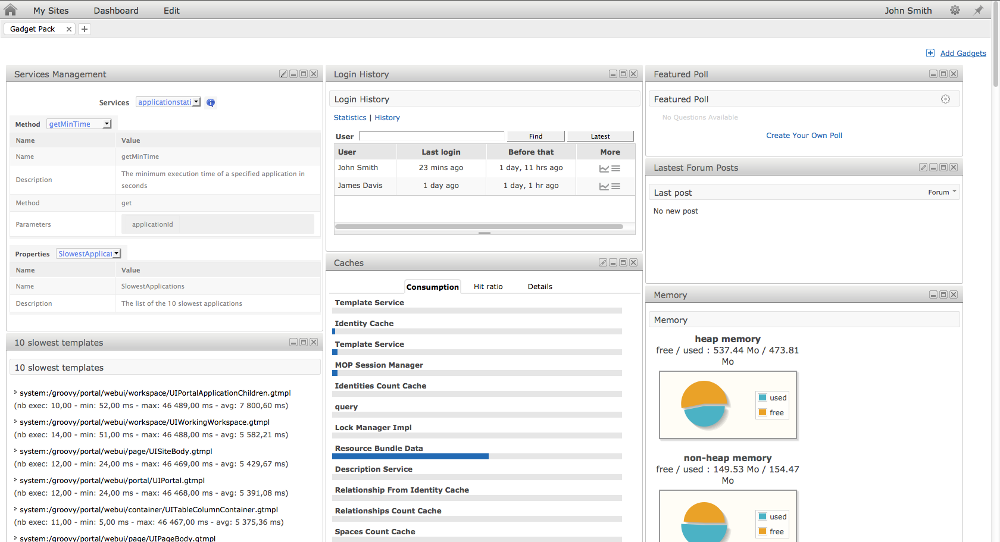 My Sites Dashboard Edit John Smith
Gadget Pack
Add Gadgets
Services Management
Services applicationstati
Method getMinTime
Name Value
Name getMinTime
Description The minimum execution time of a specified application in
seconds
Method get
Parameters applicationId
Properties SlowestApplicat
Name Value
Name SlowestApplications
Description The list of the 10 slowest applications
10 slowest templates
10 slowest templates
system:/groovy/portal/webui/workspace/UIPortalApplicationChildren.gtmpl
(nb exec: 10,00 - min: 52,00 ms - max: 46 489,00 ms - avg: 7 800,60 ms)
system:/groovy/portal/webui/workspace/UIWorkingWorkspace.gtmpl
(nb exec: 14,00 - min: 51,00 ms - max: 46 488,00 ms - avg: 5 582,21 ms)
system:/groovy/portal/webui/page/UISiteBody.gtmpl
(nb exec: 12,00 - min: 24,00 ms - max: 46 469,00 ms - avg: 5 429,67 ms)
system:/groovy/portal/webui/portal/UIPortal.gtmpl
(nb exec: 12,00 - min: 24,00 ms - max: 46 468,00 ms - avg: 5 391,08 ms)
system:/groovy/portal/webui/container/UITableColumnContainer.gtmpl
(nb exec: 11,00 - min: 5,00 ms - max: 46 467,00 ms - avg: 5 375,36 ms)
system:/groovy/portal/webui/page/UIPageBody.gtmpl
Login History
Login History
Statistics | History
User Find Latest
User Last login Before that More
John Smith 23 mins ago 1 day, 11 hrs ago
James Davis 1 day ago 1 day, 1 hr ago
Caches
Consumption Hit ratio Details
Template Service
Identity Cache
Template Service
MOP Session Manager
Identities Count Cache
query
Lock Manager Impl
Resource Bundle Data
Description Service
Relationship From Identity Cache
Relationships Count Cache
Spaces Count Cache
Featured Poll
Featured Poll
No Questions Available
Create Your Own Poll
Lastest Forum Posts
Last post Forum
No new post
Memory
Memory
heap memory
free / used : 537.44 Mo / 473.81
Mo
used
free
non-heap memory
free / used : 149.53 Mo / 154.47
Mo
used
free